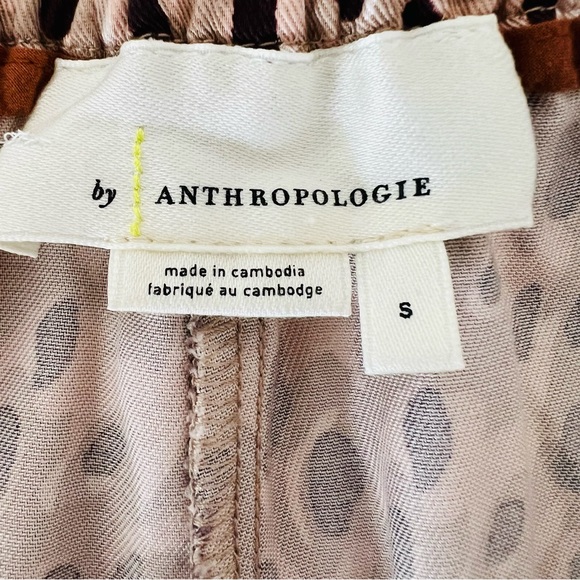 by ANTHROPOLOGIE
made in cambodia
fabriqué au cambodge
S